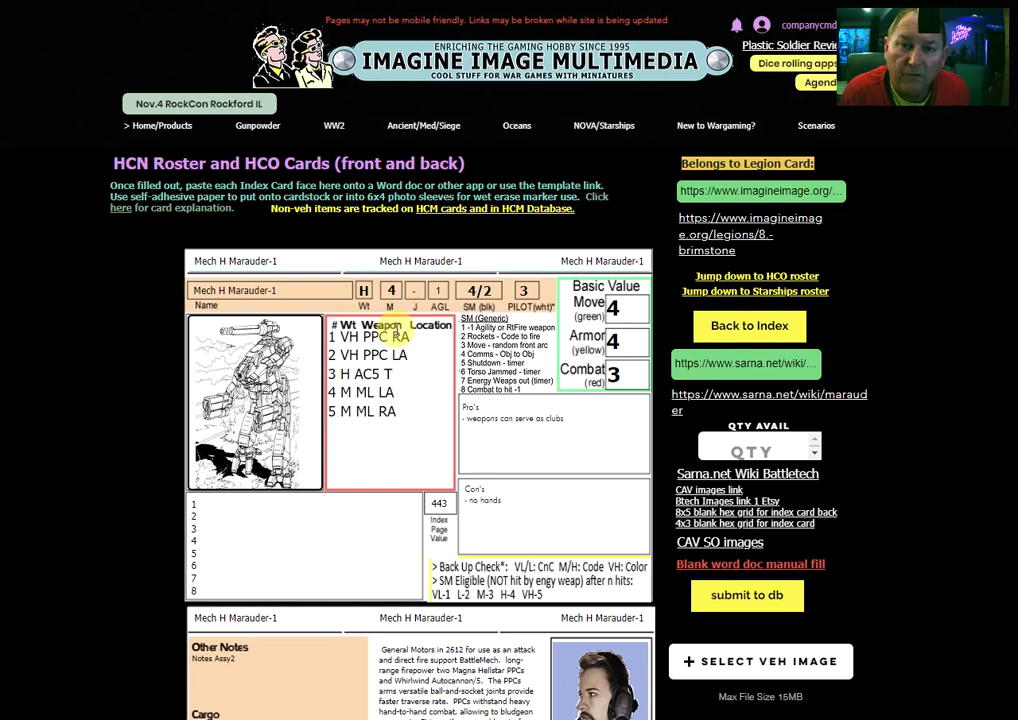 Pages may not be mobile friendly. Links may be broken while site is being updated
companycmd
ENRICHING THE GAMING HOBBY SINCE 1995
IMAGINE IMAGE MULTIMEDIA
COOL STUFF FOR WAR GAMES WITH MINIATURES
Plastic Soldier Revie
Dice rolling apps
Agend
Nov.4 RockCon Rockford IL
> Home/Products
Gunpowder
WW2
Ancient/Med/Siege
Oceans
NOVA/Starships
New to Wargaming?
Scenarios
HCN Roster and HCO Cards (front and back)
Once filled out, paste each Index Card face here onto a Word doc or other app or use the template link.
Use self-adhesive paper to put onto cardstock or into 6x4 photo sleeves for wet erase marker use. Click
here for card explanation. Non-veh items are tracked on HCM cards and in HCM Database.
Belongs to Legion Card:
https://www.imagineimage.org/...
https://www.imagineimag
e.org/legions/8.-
brimstone
Jump down to HCO roster
Jump down to Starships roster
Back to Index
https://www.sarna.net/wiki/...
https://www.sarna.net/wiki/maraud
er
QTY AVAIL
QTY
Sarna.net Wiki Battletech
CAV images link
Btech Images link 1 Etsy
8x5 blank hex grid for index card back
4x3 blank hex grid for index card
CAV SO images
Blank word doc manual fill
submit to db
+ SELECT VEH IMAGE
Max File Size 15MB
Mech H Marauder-1 Mech H Marauder-1 Mech H Marauder-1
Mech H Marauder-1 H 4 - 1 4/2 3
Name Wt M J AGL SM (blk) PILOT(wht)*
Basic Value
Move 4
(green)
Armor 4
(yellow)
Combat 3
(red)
# Wt Weapon Location
1 VH PPC RA
2 VH PPC LA
3 H AC5 T
4 M ML LA
5 M ML RA
SM (Generic)
1 -1 Agility or RtFire weapon
2 Rockets - Code to fire
3 Move - random front arc
4 Comms - Obj to Obj
5 Shutdown - timer
6 Torso Jammed - timer
7 Energy Weaps out (timer)
8 Combat to hit -1
Pro's
- weapons can serve as clubs
Con's
- no hands
1
2
3
4
5
6
7
8
443
Index
Page
Value
> Back Up Check*: VL/L: CnC M/H: Code VH: Color
> SM Eligible (NOT hit by engy weap) after n hits:
VL-1 L-2 M-3 H-4 VH-5
Mech H Marauder-1 Mech H Marauder-1 Mech H Marauder-1
Other Notes
Notes Assy2
Cargo
General Motors in 2612 for use as an attack
and direct fire support BattleMech. long-
range firepower two Magna Hellstar PPCs
and Whirlwind Autocannon/5. The PPCs
arms versatile ball-and-socket joints provide
faster traverse rate. PPCs withstand heavy
hand-to-hand combat, allowing to bludgeon